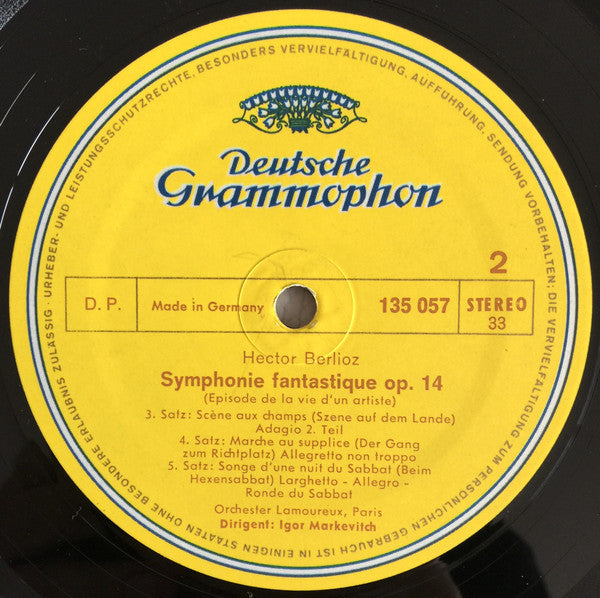 URHEBER- UND LEISTUNGSSCHUTZRECHTE, BESONDERS VERVIELFÄLTIGUNG, AUFFÜHRUNG, SENDUNG VORBEHALTEN; DIE VERVIELFÄLTIGUNG ZUM PERSÖNLICHEN GEBRAUCH IST IN EINIGEN STAATEN OHNE BESONDERE ERLAUBNIS ZULÄSSIG ·
Deutsche
Grammophon
2
D. P. Made in Germany 135 057 STEREO
33
Hector Berlioz
Symphonie fantastique op. 14
(Episode de la vie d'un artiste)
3. Satz: Scène aux champs (Szene auf dem Lande)
Adagio 2. Teil
4. Satz: Marche au supplice (Der Gang
zum Richtplatz) Allegretto non troppo
5. Satz: Songe d'une nuit du Sabbat (Beim
Hexensabbat) Larghetto - Allegro -
Ronde du Sabbat
Orchester Lamoureux, Paris
Dirigent: Igor Markevitch